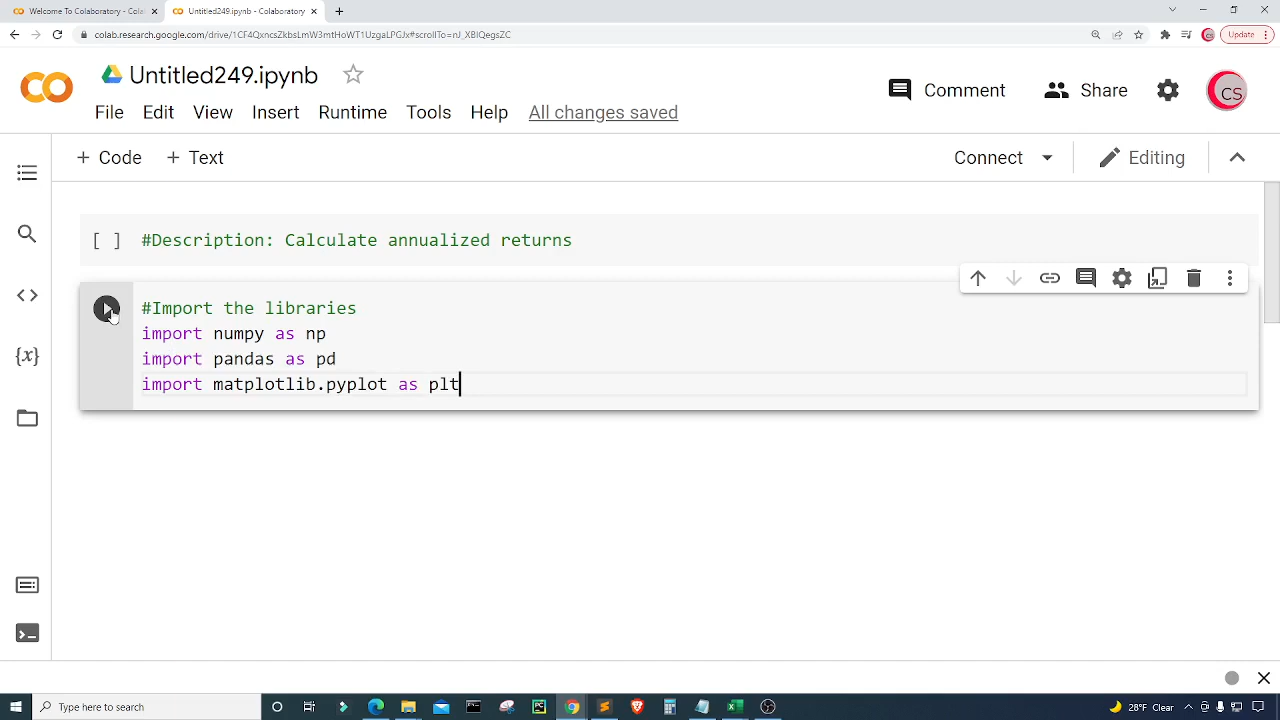 Welcome To Colaboratory - Colal
Untitled249.ipynb - Colaboratory
colab.research.google.com/drive/1CF4QxncsZkbsLmW3mtHoWT1UzgaLPGJx#scrollTo=nJ_XBIQegsZC
Update
Untitled249.ipynb
Comment
Share
CS
File Edit View Insert Runtime Tools Help All changes saved
+ Code + Text
Connect
Editing
[ ] #Description: Calculate annualized returns
#Import the libraries
import numpy as np
import pandas as pd
import matplotlib.pyplot as plt
{x}
Type here to search
28°F Clear